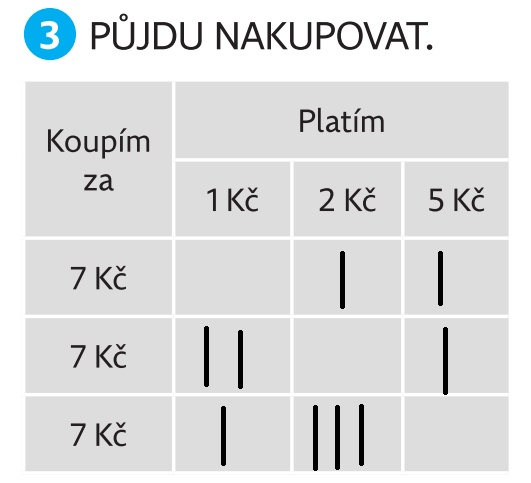 3 PŮJDU NAKUPOVAT.
Koupím za
Platím
1 Kč 2 Kč 5 Kč
7 Kč | |
7 Kč || |
7 Kč | |||